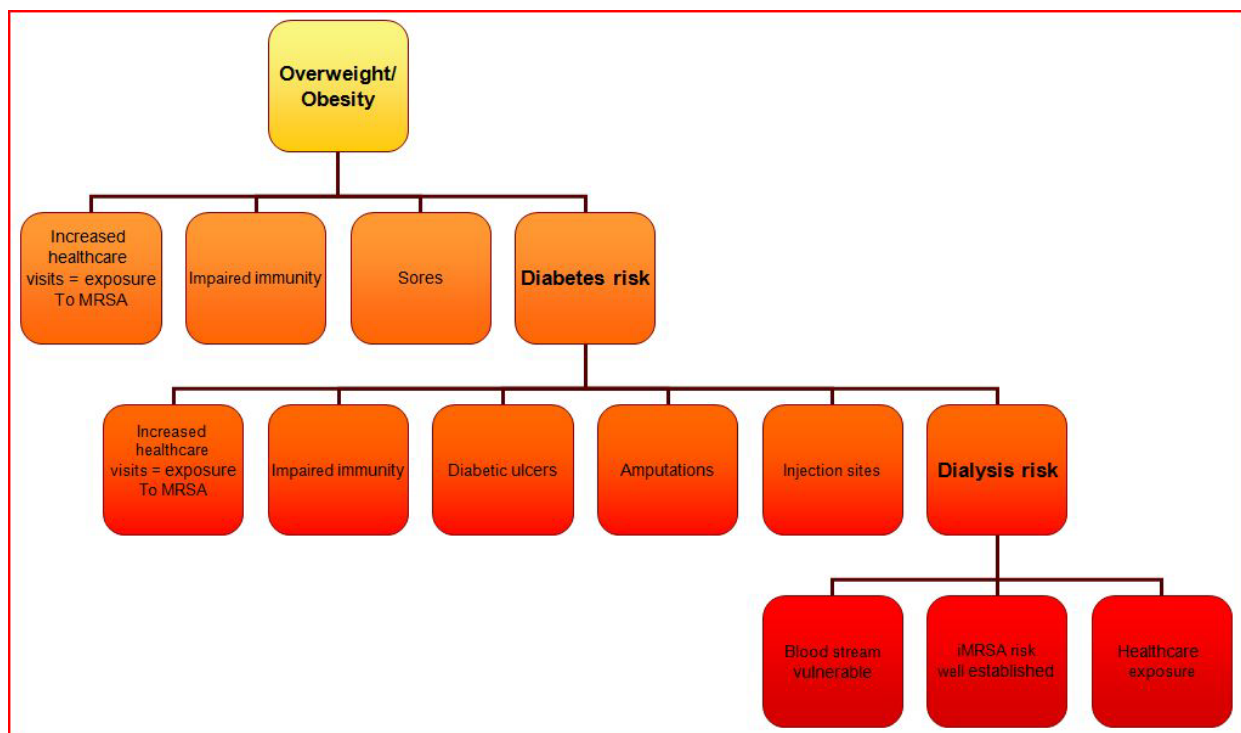 Overweight/
Obesity
Increased
healthcare
visits = exposure
To MRSA
Impaired immunity
Sores
Diabetes risk
Increased
healthcare
visits = exposure
To MRSA
Impaired immunity
Diabetic ulcers
Amputations
Injection sites
Dialysis risk
Blood stream
vulnerable
iMRSA risk
well established
Healthcare
exposure